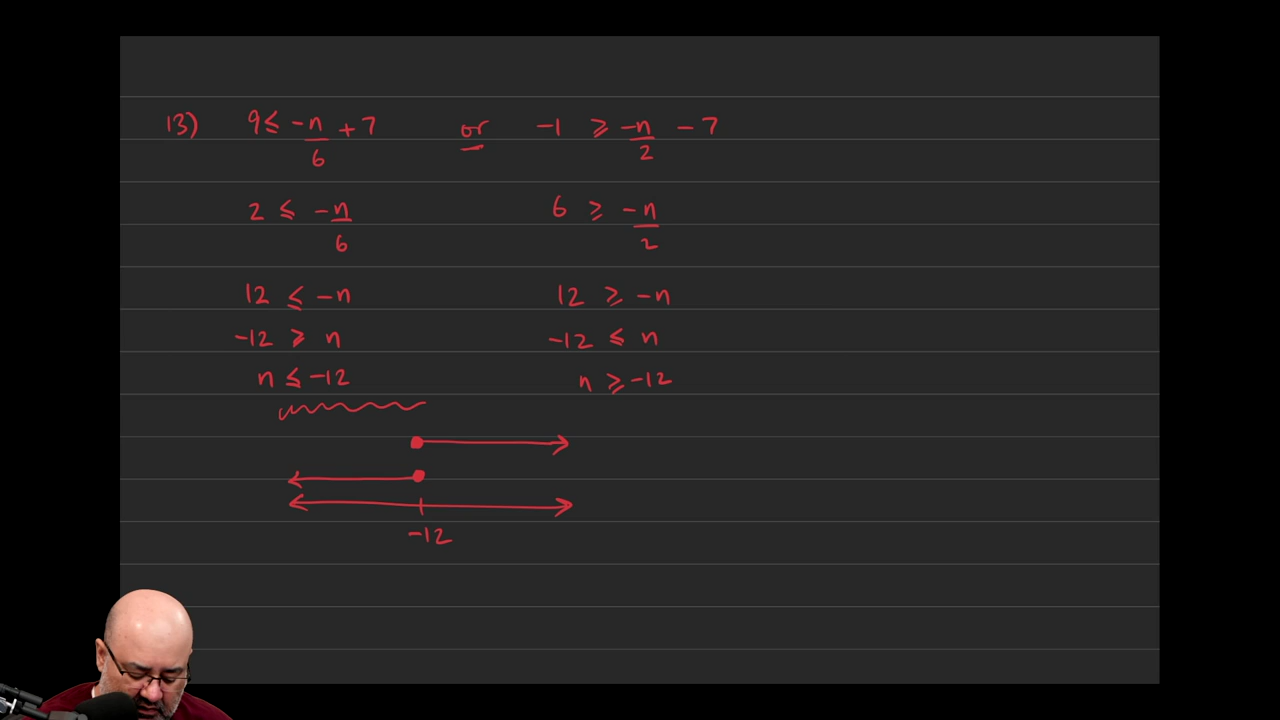 13) 9 ≤ -n/6 + 7 or -1 ≥ -n/2 - 7
2 ≤ -n/6 6 ≥ -n/2
12 ≤ -n 12 ≥ -n
-12 ≥ n -12 ≤ n
n ≤ -12 n ≥ -12
-12